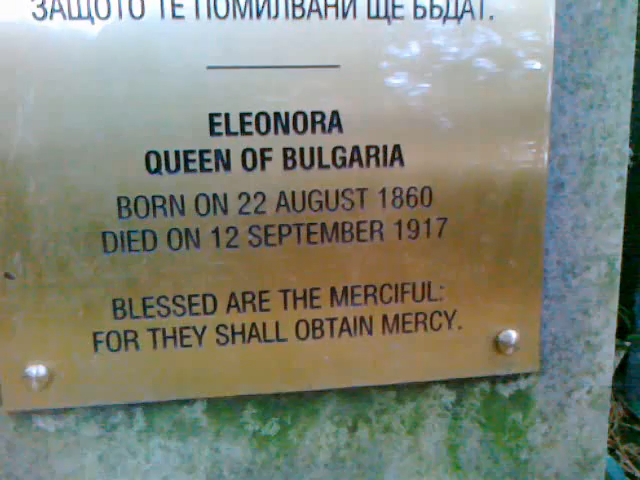 ЗАЩОТО ТЕ ПОМИЛВАНИ ЩЕ БЪДАТ.
ELEONORA
QUEEN OF BULGARIA
BORN ON 22 AUGUST 1860
DIED ON 12 SEPTEMBER 1917
BLESSED ARE THE MERCIFUL:
FOR THEY SHALL OBTAIN MERCY.